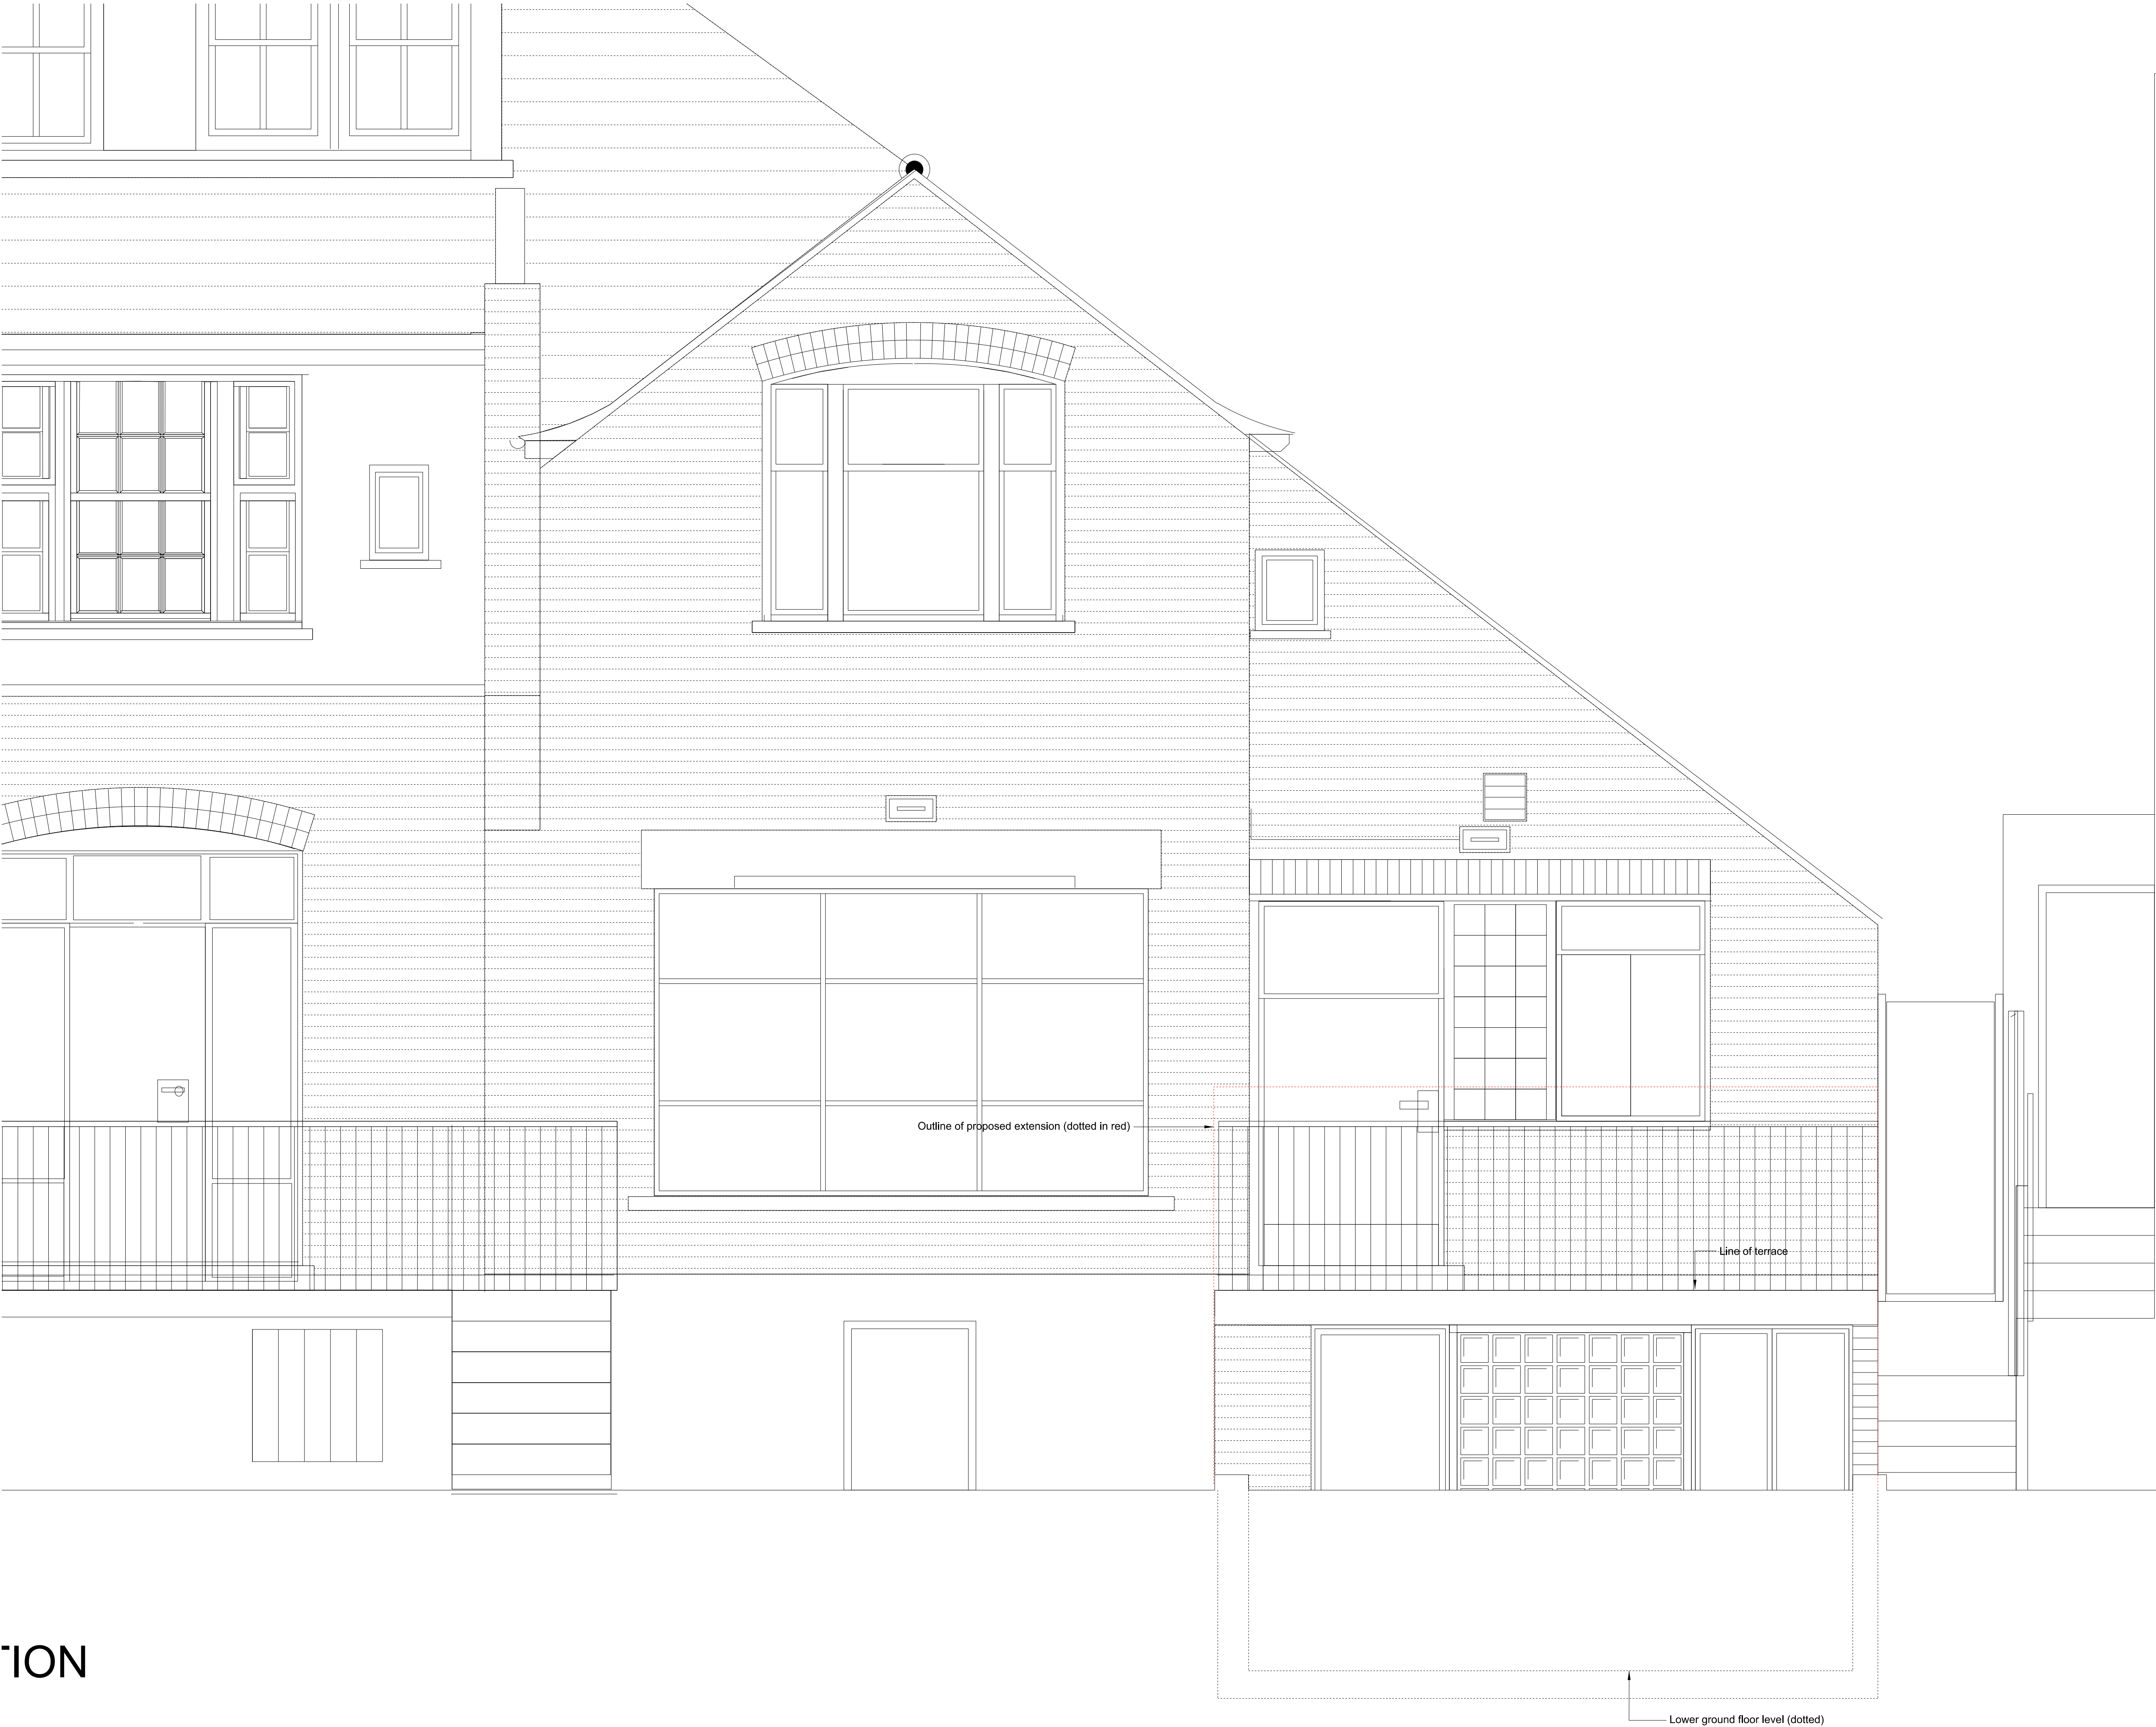 Outline of proposed extension (dotted in red)
Line of terrace
TION
Lower ground floor level (dotted)